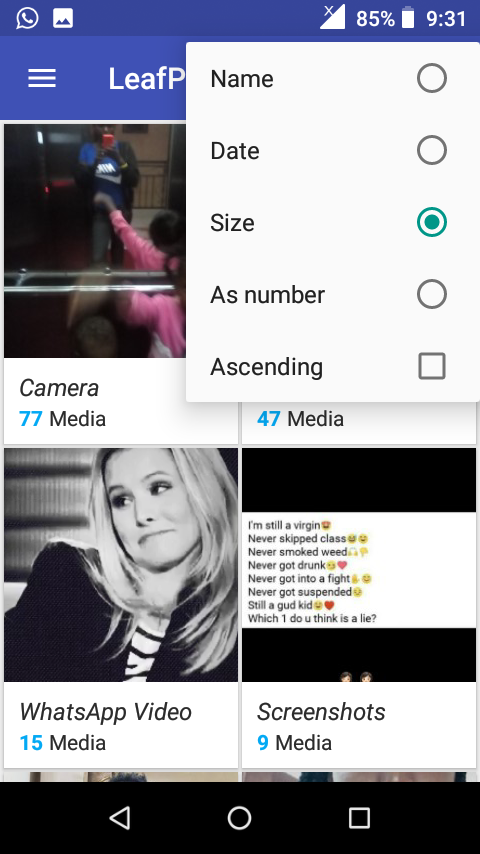 85% 9:31
LeafP
Name
Date
Size
As number
Ascending
Camera
77 Media
47 Media
I'm still a virgin😍
Never skipped class😂😂
Never smoked weed🎧👎
Never got drunk🥺💖
Never got into a fight✋😊
Never got suspended😥
Still a gud kid😉❤️
Which 1 do u think is a lie?
WhatsApp Video
15 Media
Screenshots
9 Media